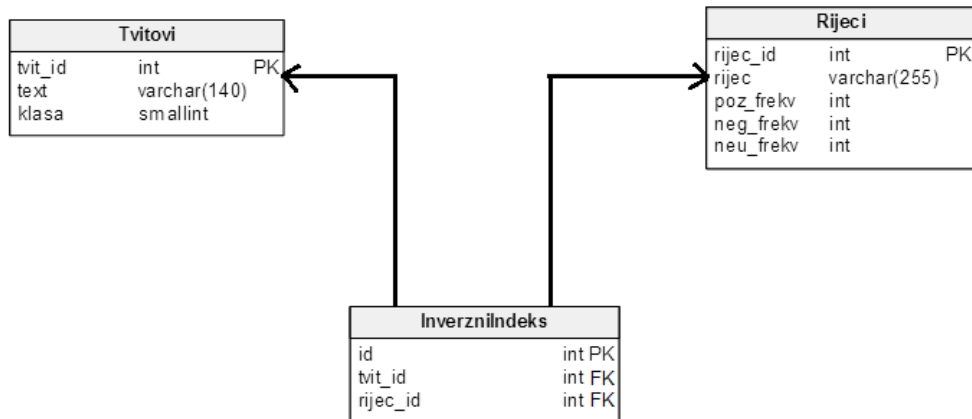 Tvitovi
tvit_id int PK
text varchar(140)
klasa smallint
Rijeci
rijec_id int PK
rijec varchar(255)
poz_frekv int
neg_frekv int
neu_frekv int
InverzniIndeks
id int PK
tvit_id int FK
rijec_id int FK